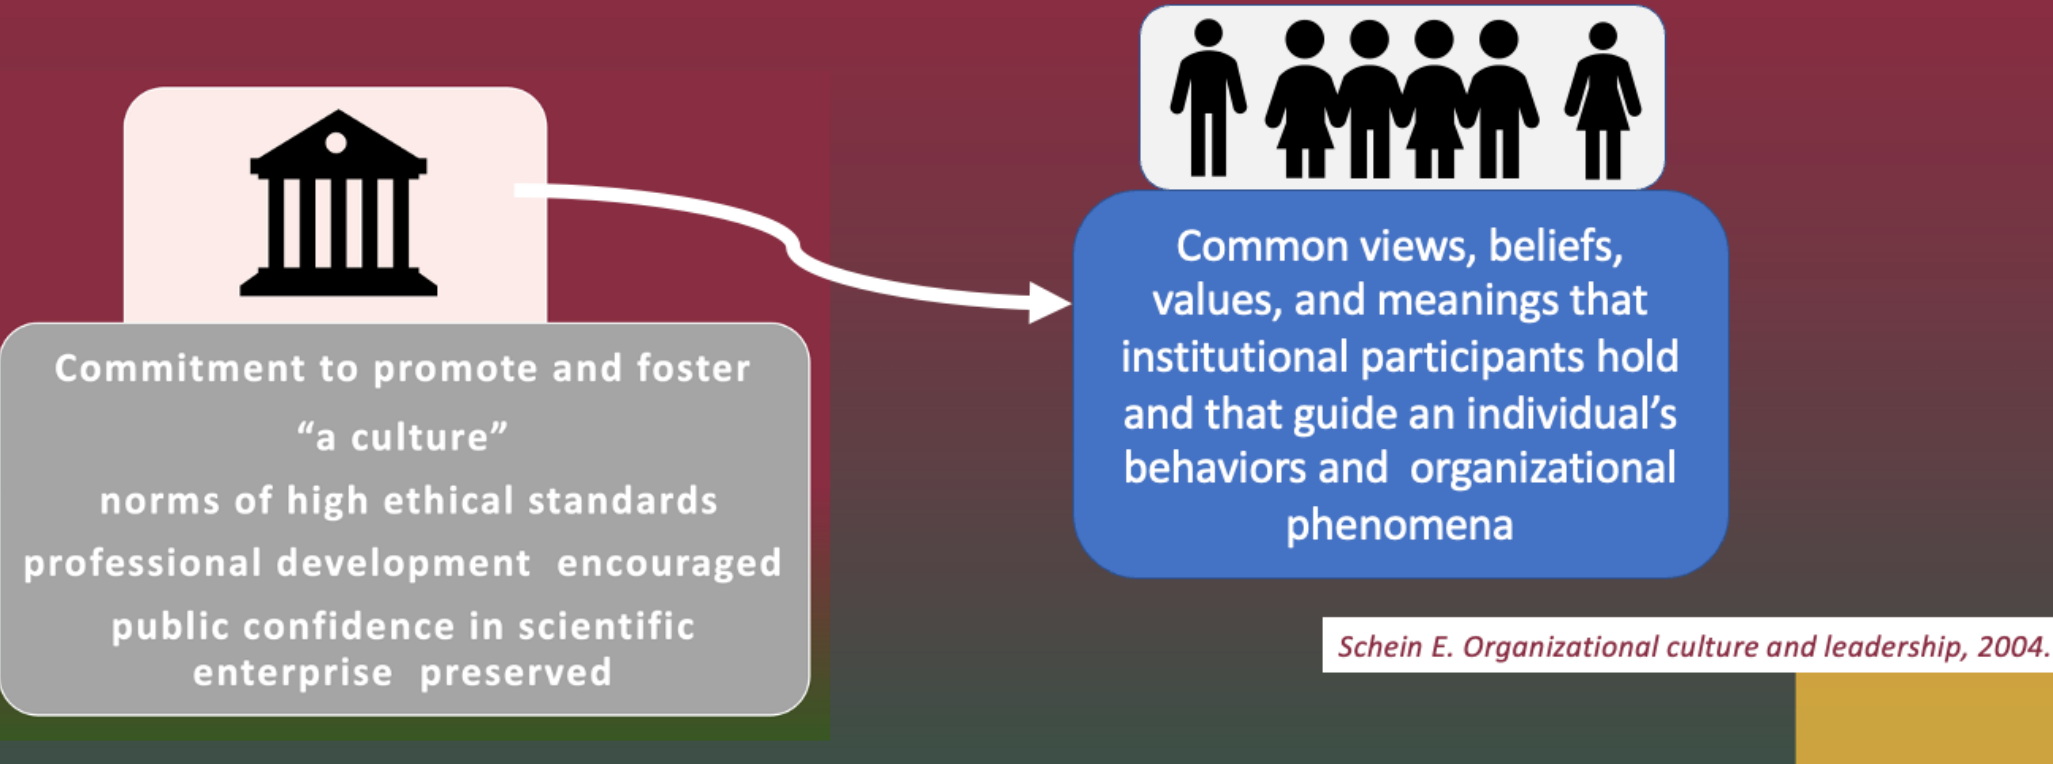 Commitment to promote and foster
“a culture”
norms of high ethical standards
professional development encouraged
public confidence in scientific
enterprise preserved
Common views, beliefs,
values, and meanings that
institutional participants hold
and that guide an individual’s
behaviors and organizational
phenomena
Schein E. Organizational culture and leadership, 2004.